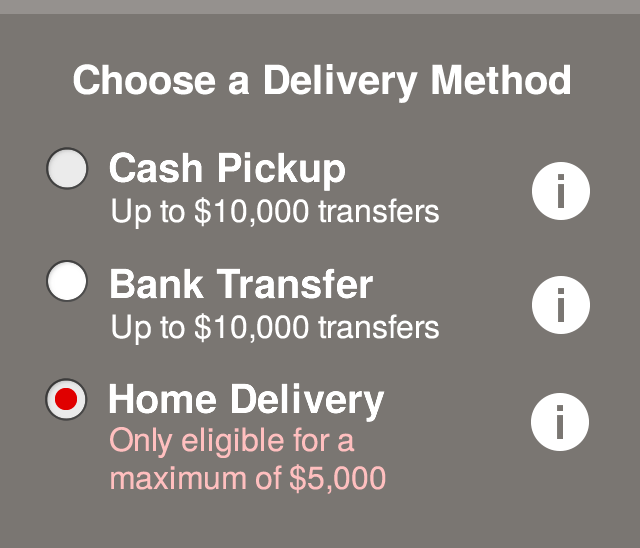 Choose a Delivery Method
Cash Pickup
Up to $10,000 transfers
i
Bank Transfer
Up to $10,000 transfers
i
Home Delivery
Only eligible for a
maximum of $5,000
i